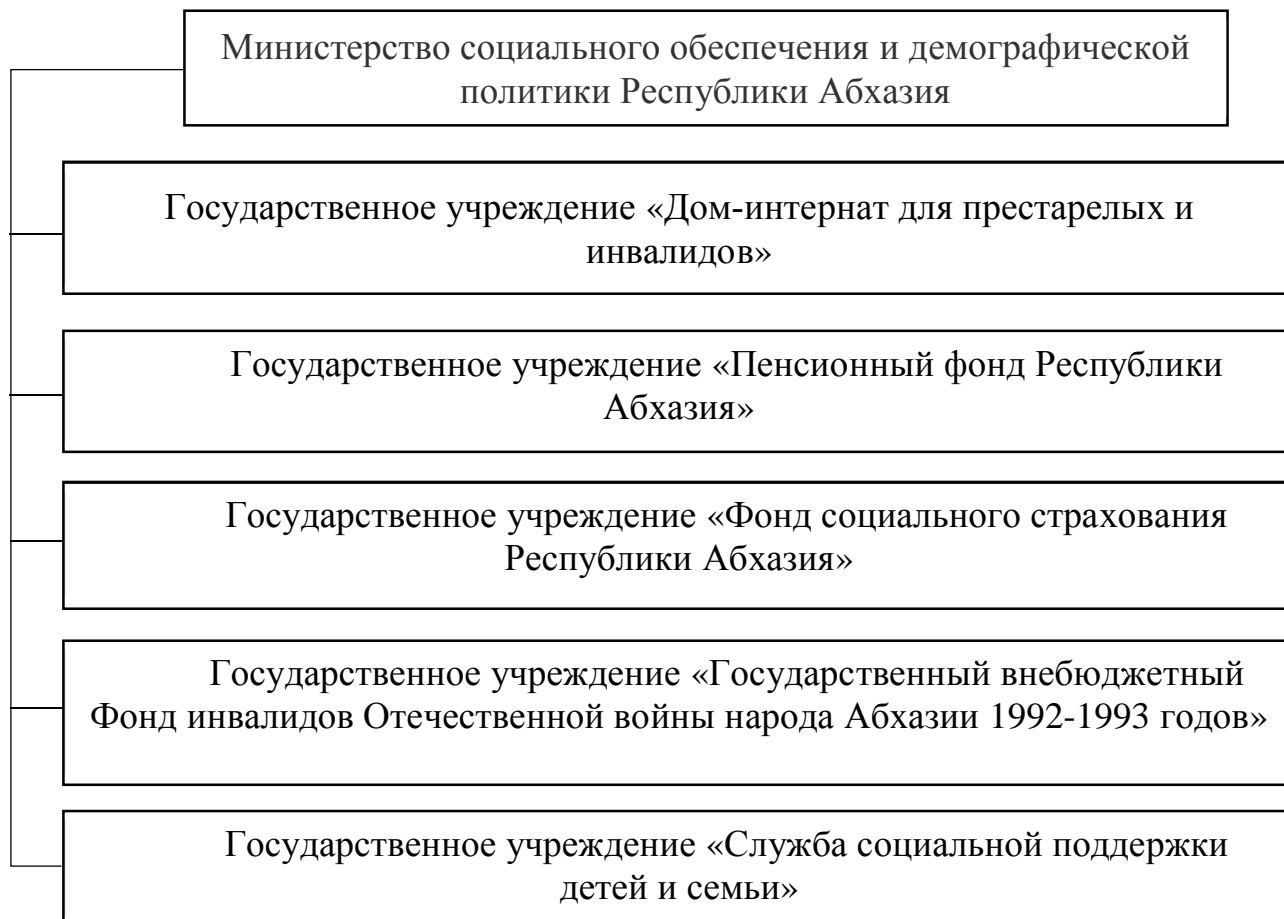 Министерство социального обеспечения и демографической
политики Республики Абхазия
Государственное учреждение «Дом-интернат для престарелых и
инвалидов»
Государственное учреждение «Пенсионный фонд Республики
Абхазия»
Государственное учреждение «Фонд социального страхования
Республики Абхазия»
Государственное учреждение «Государственный внебюджетный
Фонд инвалидов Отечественной войны народа Абхазии 1992-1993 годов»
Государственное учреждение «Служба социальной поддержки
детей и семьи»